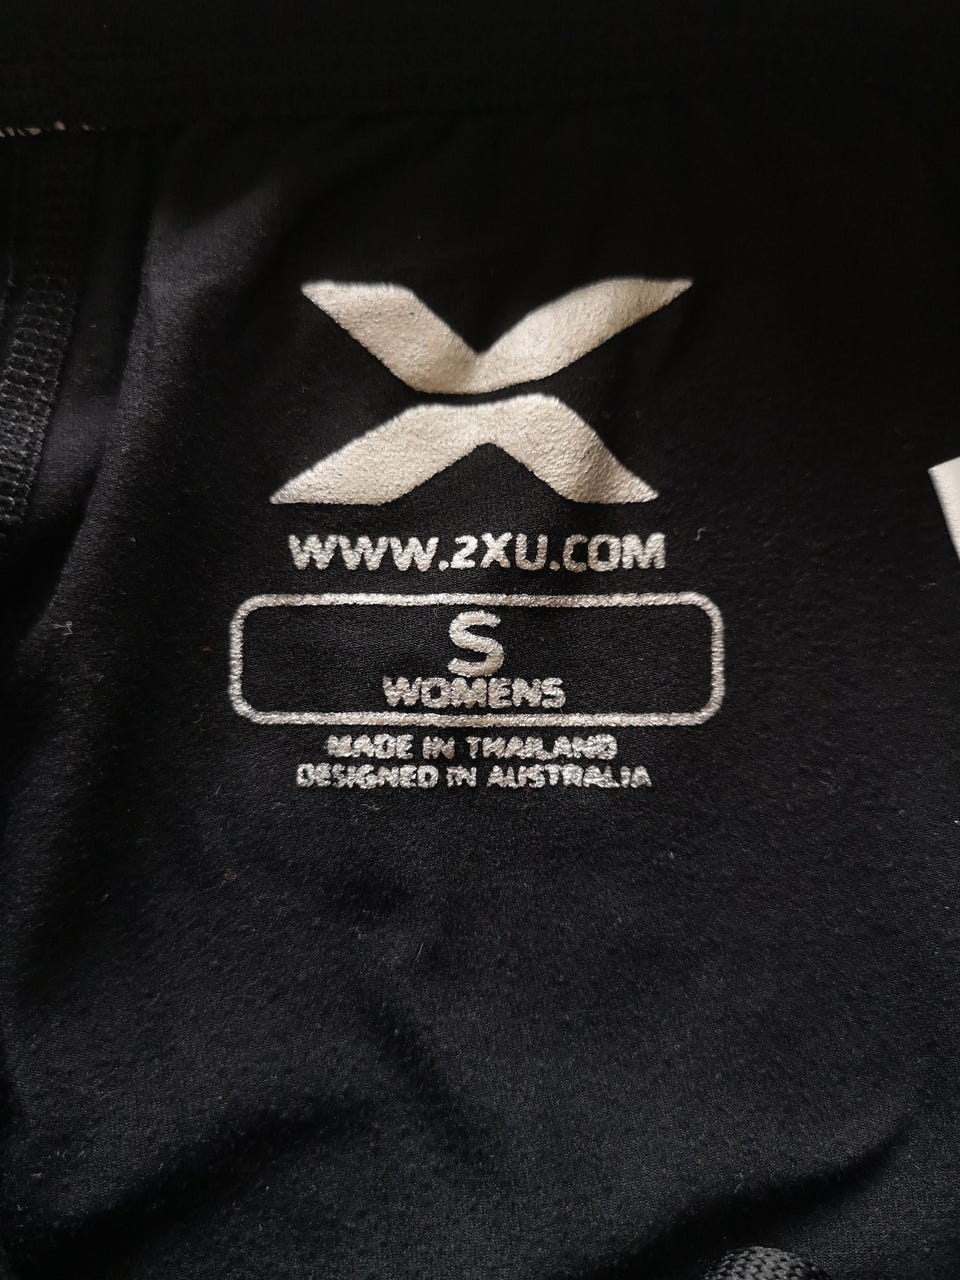 WWW.2XU.COM
S
WOMENS
MADE IN THAILAND
DESIGNED IN AUSTRALIA